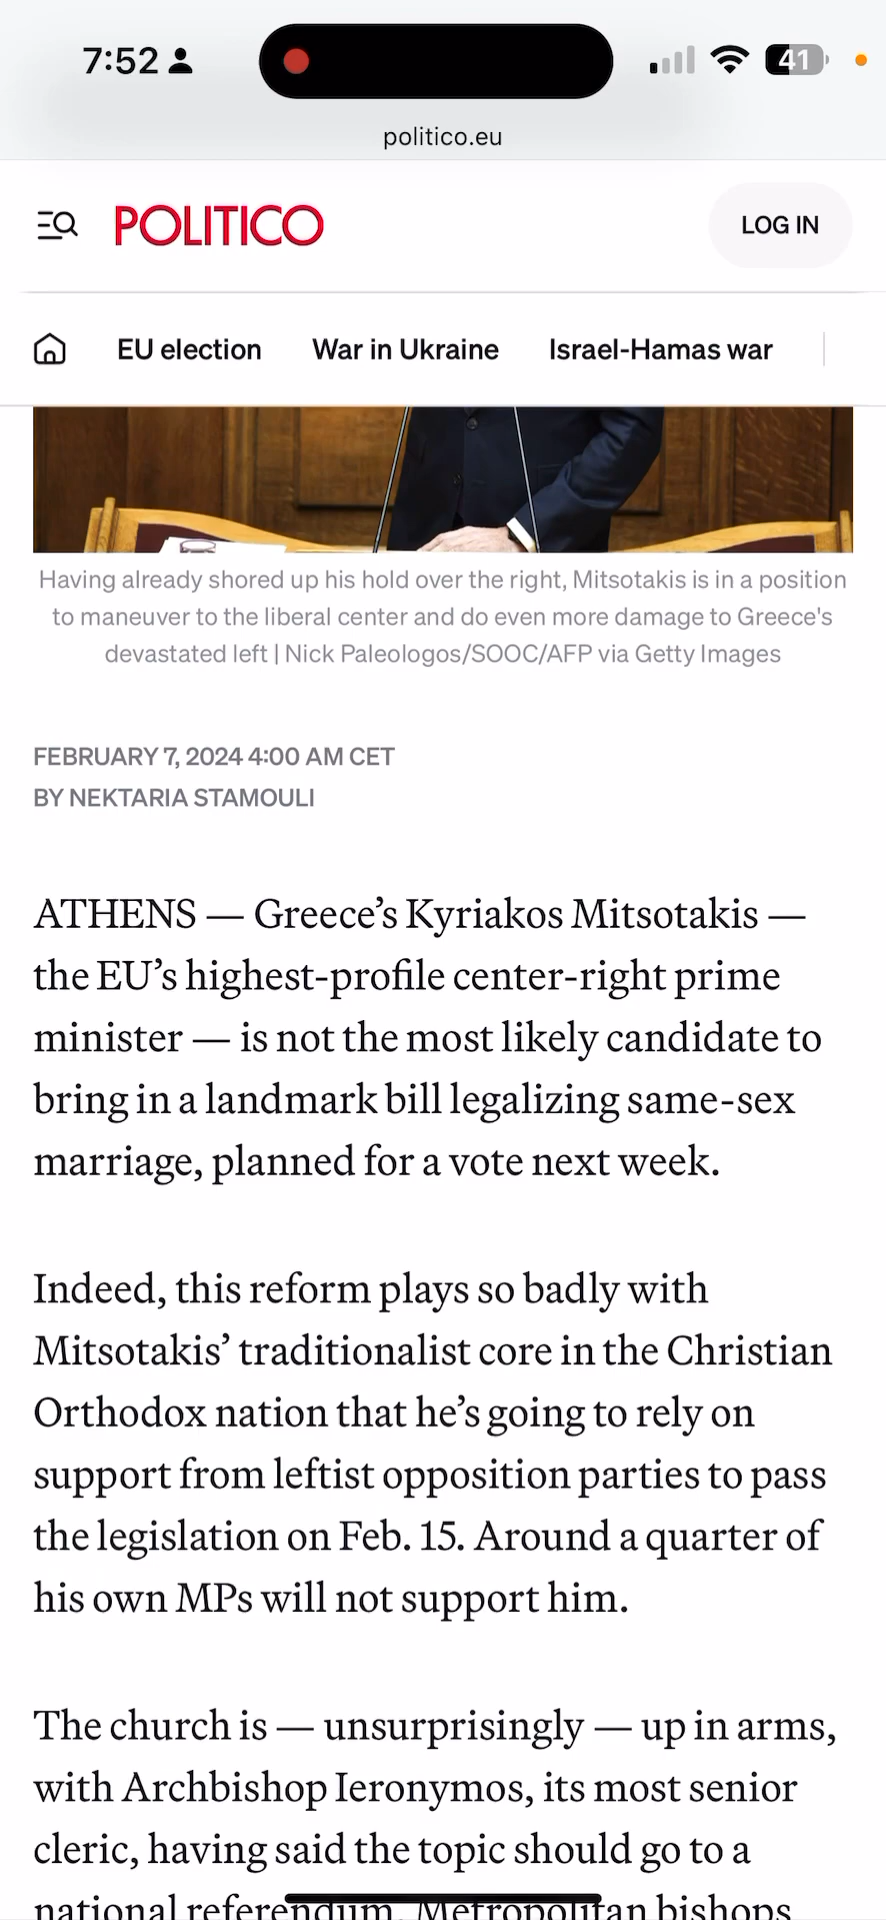 7:52
41
politico.eu
POLITICO
LOG IN
EU election
War in Ukraine
Israel-Hamas war
Having already shored up his hold over the right, Mitsotakis is in a position
to maneuver to the liberal center and do even more damage to Greece's
devastated left | Nick Paleologos/SOOC/AFP via Getty Images
FEBRUARY 7, 2024 4:00 AM CET
BY NEKTARIA STAMOULI
ATHENS — Greece’s Kyriakos Mitsotakis —
the EU’s highest-profile center-right prime
minister — is not the most likely candidate to
bring in a landmark bill legalizing same-sex
marriage, planned for a vote next week.
Indeed, this reform plays so badly with
Mitsotakis’ traditionalist core in the Christian
Orthodox nation that he’s going to rely on
support from leftist opposition parties to pass
the legislation on Feb. 15. Around a quarter of
his own MPs will not support him.
The church is — unsurprisingly — up in arms,
with Archbishop Ieronymos, its most senior
cleric, having said the topic should go to a
national referendum. Metropolitan bishops